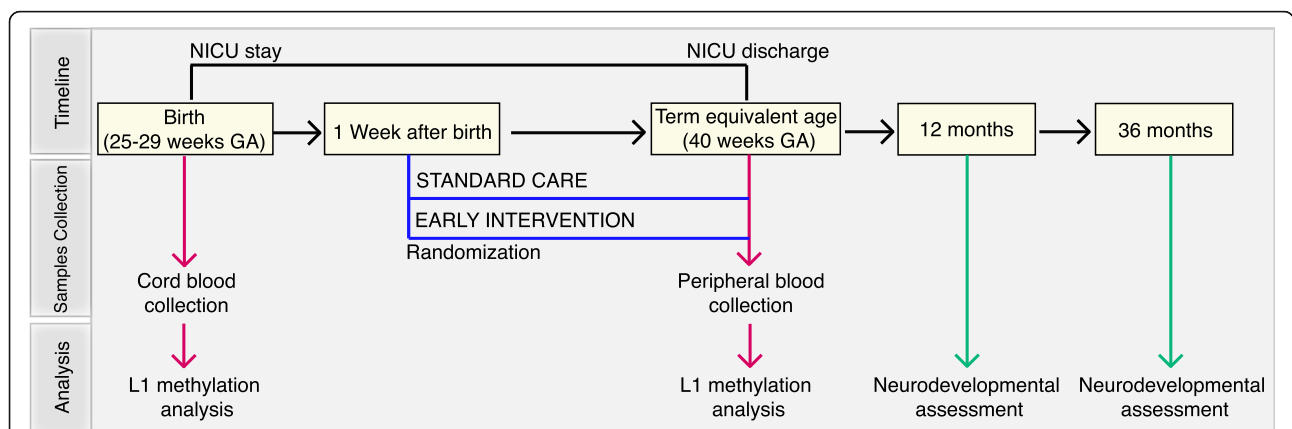 Timeline
NICU stay
NICU discharge
Birth
(25-29 weeks GA)
1 Week after birth
Term equivalent age
(40 weeks GA)
12 months
36 months
Samples Collection
STANDARD CARE
EARLY INTERVENTION
Randomization
Cord blood
collection
Peripheral blood
collection
Analysis
L1 methylation
analysis
L1 methylation
analysis
Neurodevelopmental
assessment
Neurodevelopmental
assessment